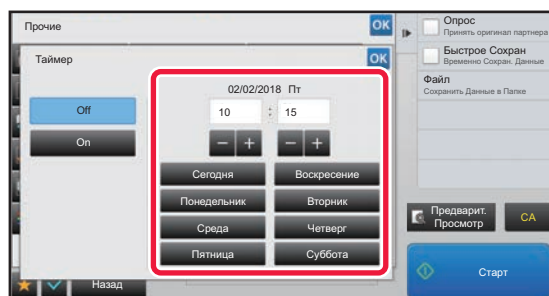 Прочие
OK
Таймер
OK
Off
On
02/02/2018 Пт
10 : 15
− + − +
Сегодня Воскресение
Понедельник Вторник
Среда Четверг
Пятница Суббота
Назад
Опрос
Принять оригинал партнера
Быстрое Сохран
Временно Сохран. Данные
Файл
Сохранить Данные в Папке
Предварит.
Просмотр
CA
Старт